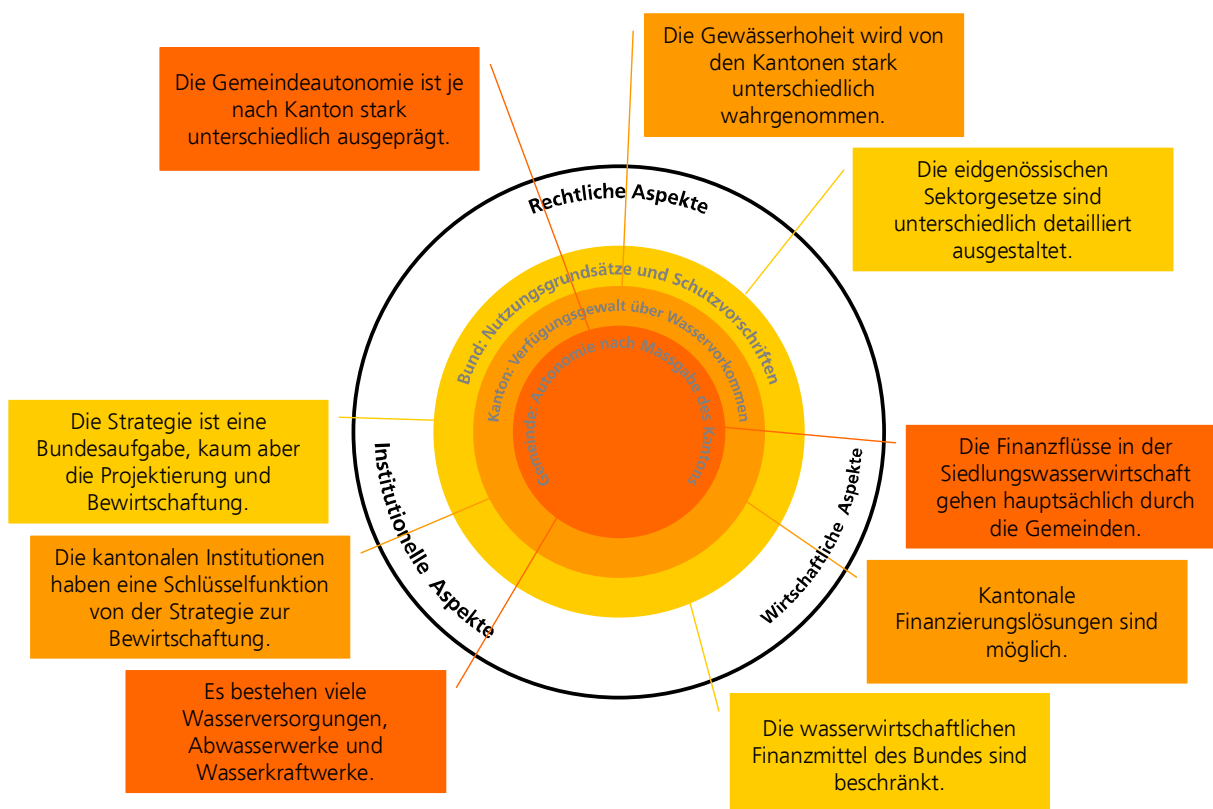 Die Gewässerhoheit wird von
den Kantonen stark
unterschiedlich
wahrgenommen.
Die Gemeindeautonomie ist je
nach Kanton stark
unterschiedlich ausgeprägt.
Die eidgenössischen
Sektorgesetze sind
unterschiedlich detailliert
ausgestaltet.
Rechtliche Aspekte
Bund: Nutzungsgrundsätze und Schutzvorschriften
Kanton: Verfügungsgewalt über Wasservorkommen
Gemeinde: Autonomie nach Massgabe des Kantons
Die Strategie ist eine
Bundesaufgabe, kaum aber
die Projektierung und
Bewirtschaftung.
Institutionelle Aspekte
Wirtschaftliche Aspekte
Die Finanzflüsse in der
Siedlungswasserwirtschaft
gehen hauptsächlich durch
die Gemeinden.
Die kantonalen Institutionen
haben eine Schlüsselfunktion
von der Strategie zur
Bewirtschaftung.
Kantonale
Finanzierungslösungen sind
möglich.
Es bestehen viele
Wasserversorgungen,
Abwasserwerke und
Wasserkraftwerke.
Die wasserwirtschaftlichen
Finanzmittel des Bundes sind
beschränkt.